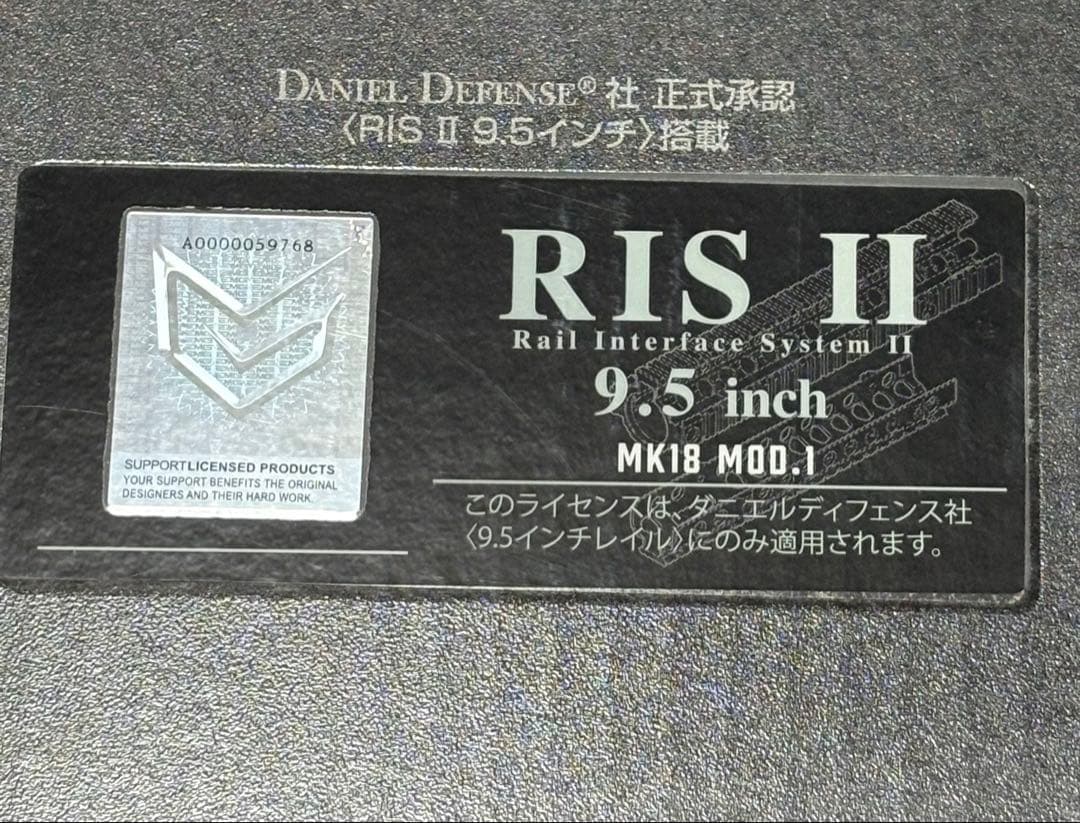 DANIEL DEFENSE® 社 正式承認
〈RIS II 9.5インチ〉搭載
A0000059768
SUPPORTLICENSED PRODUCTS
YOUR SUPPORT BENEFITS THE ORIGINAL
DESIGNERS AND THEIR HARD WORK.
RIS II
Rail Interface System II
9.5 inch
MK18 MOD.1
このライセンスは、ダニエルディフェンス社
〈9.5インチレイル〉にのみ適用されます。